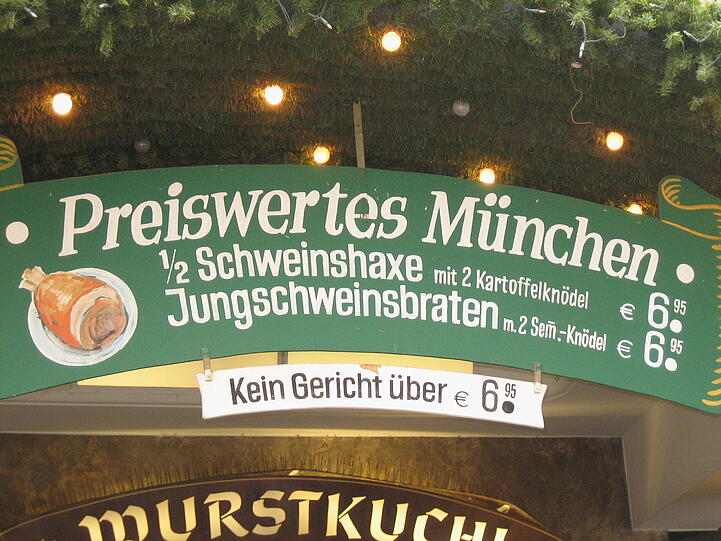 • Preiswertes München •
½ Schweinshaxe mit 2 Kartoffelknödel € 6.95
Jungschweinsbraten m. 2 Sem̅.-Knödel € 6.95
Kein Gericht über € 6.95
WURSTKUCHL